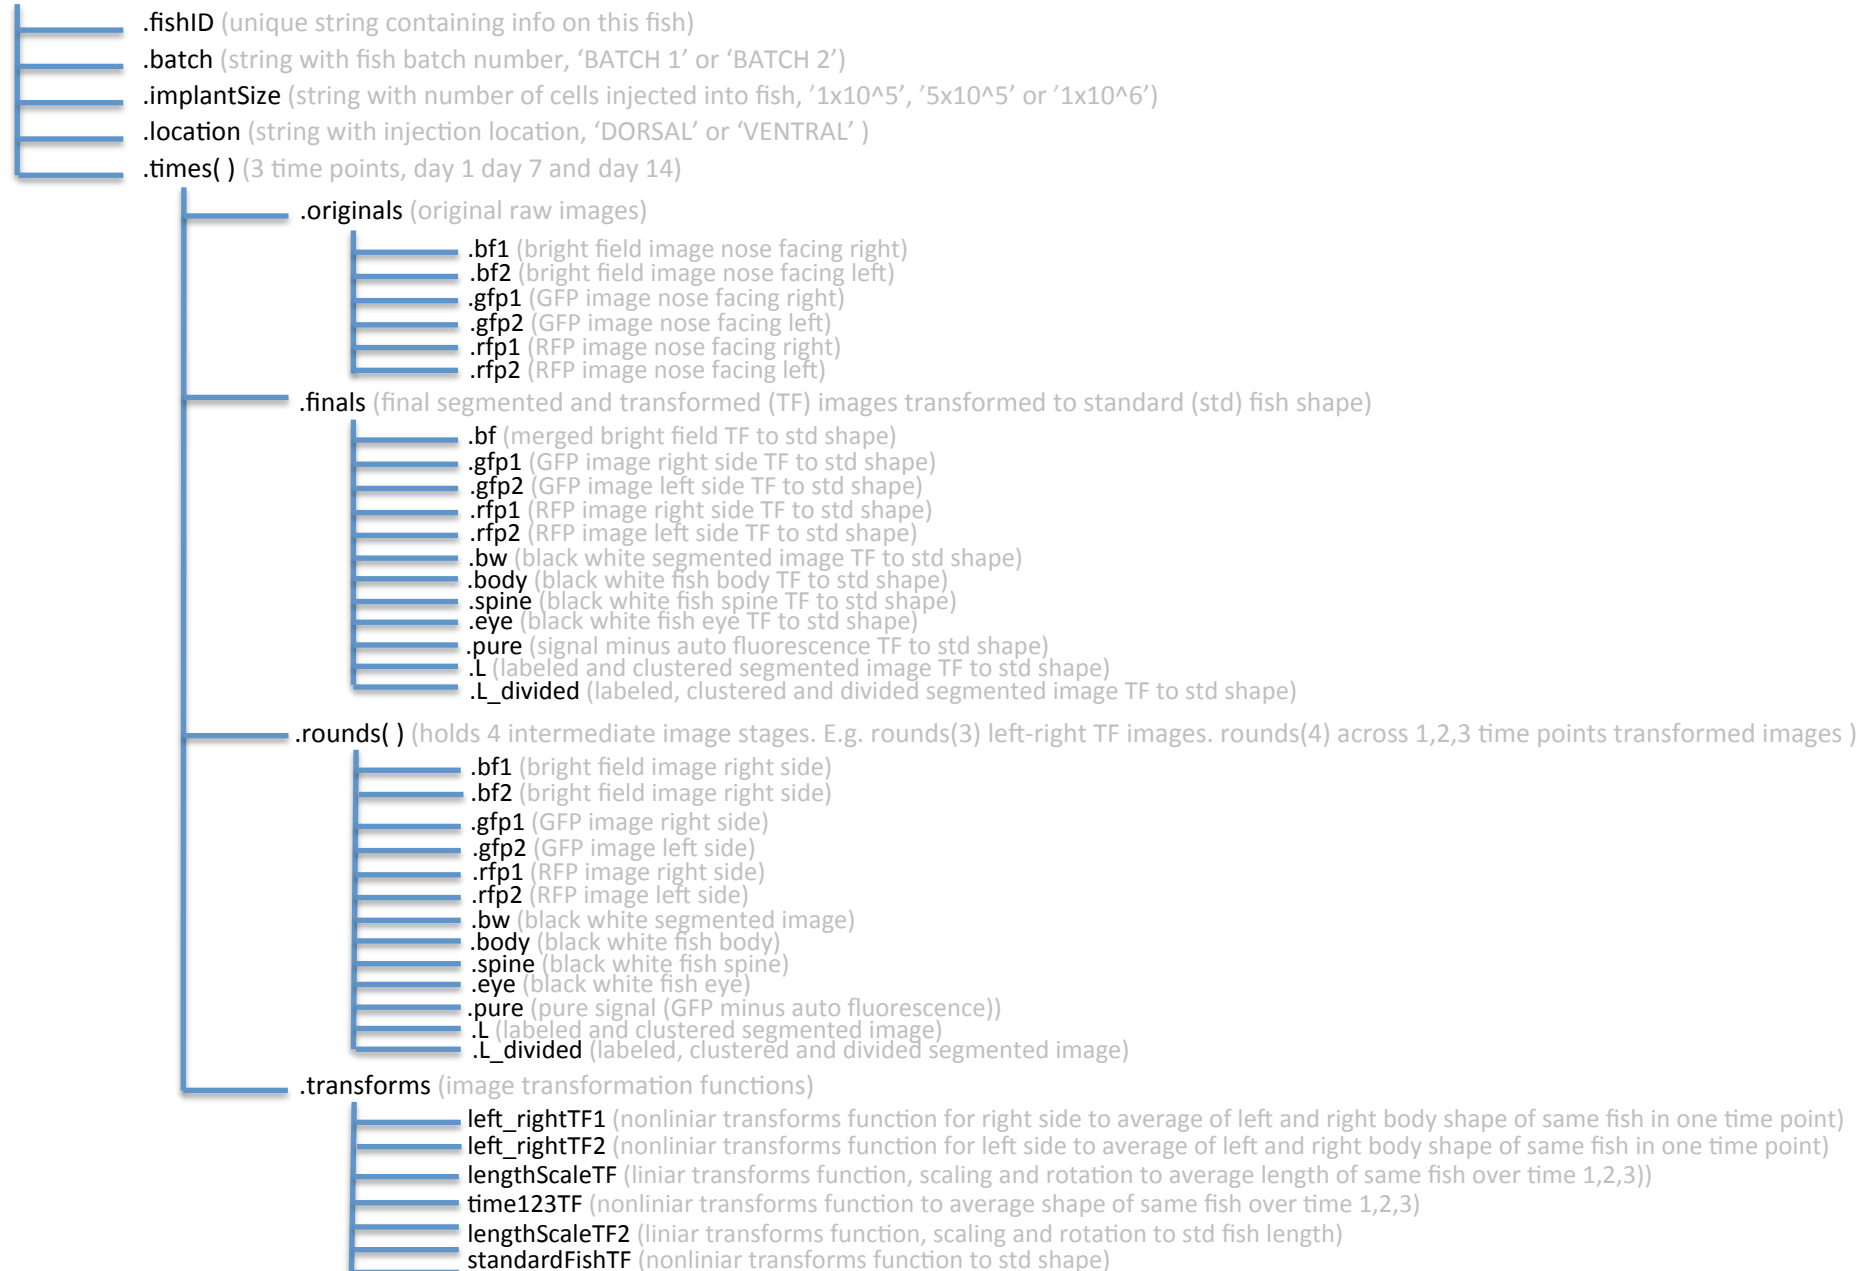 .fishID (unique string containing info on this fish)
.batch (string with fish batch number, ‘BATCH 1’ or ‘BATCH 2’)
.implantSize (string with number of cells injected into fish, ’1x10^5’, ’5x10^5’ or ’1x10^6’)
.location (string with injection location, ‘DORSAL’ or ‘VENTRAL’ )
.times( ) (3 time points, day 1 day 7 and day 14)
.originals (original raw images)
.bf1 (bright field image nose facing right)
.bf2 (bright field image nose facing left)
.gfp1 (GFP image nose facing right)
.gfp2 (GFP image nose facing left)
.rfp1 (RFP image nose facing right)
.rfp2 (RFP image nose facing left)
.finals (final segmented and transformed (TF) images transformed to standard (std) fish shape)
.bf (merged bright field TF to std shape)
.gfp1 (GFP image right side TF to std shape)
.gfp2 (GFP image left side TF to std shape)
.rfp1 (RFP image right side TF to std shape)
.rfp2 (RFP image left side TF to std shape)
.bw (black white segmented image TF to std shape)
.body (black white fish body TF to std shape)
.spine (black white fish spine TF to std shape)
.eye (black white fish eye TF to std shape)
.pure (signal minus auto fluorescence TF to std shape)
.L (labeled and clustered segmented image TF to std shape)
.L_divided (labeled, clustered and divided segmented image TF to std shape)
.rounds( ) (holds 4 intermediate image stages. E.g. rounds(3) left-right TF images. rounds(4) across 1,2,3 time points transformed images )
.bf1 (bright field image right side)
.bf2 (bright field image right side)
.gfp1 (GFP image right side)
.gfp2 (GFP image left side)
.rfp1 (RFP image right side)
.rfp2 (RFP image left side)
.bw (black white segmented image)
.body (black white fish body)
.spine (black white fish spine)
.eye (black white fish eye)
.pure (pure signal (GFP minus auto fluorescence))
.L (labeled and clustered segmented image)
.L_divided (labeled, clustered and divided segmented image)
.transforms (image transformation functions)
left_rightTF1 (nonliniar transforms function for right side to average of left and right body shape of same fish in one time point)
left_rightTF2 (nonliniar transforms function for left side to average of left and right body shape of same fish in one time point)
lengthScaleTF (liniar transforms function, scaling and rotation to average length of same fish over time 1,2,3))
time123TF (nonliniar transforms function to average shape of same fish over time 1,2,3)
lengthScaleTF2 (liniar transforms function, scaling and rotation to std fish length)
standardFishTF (nonliniar transforms function to std shape)